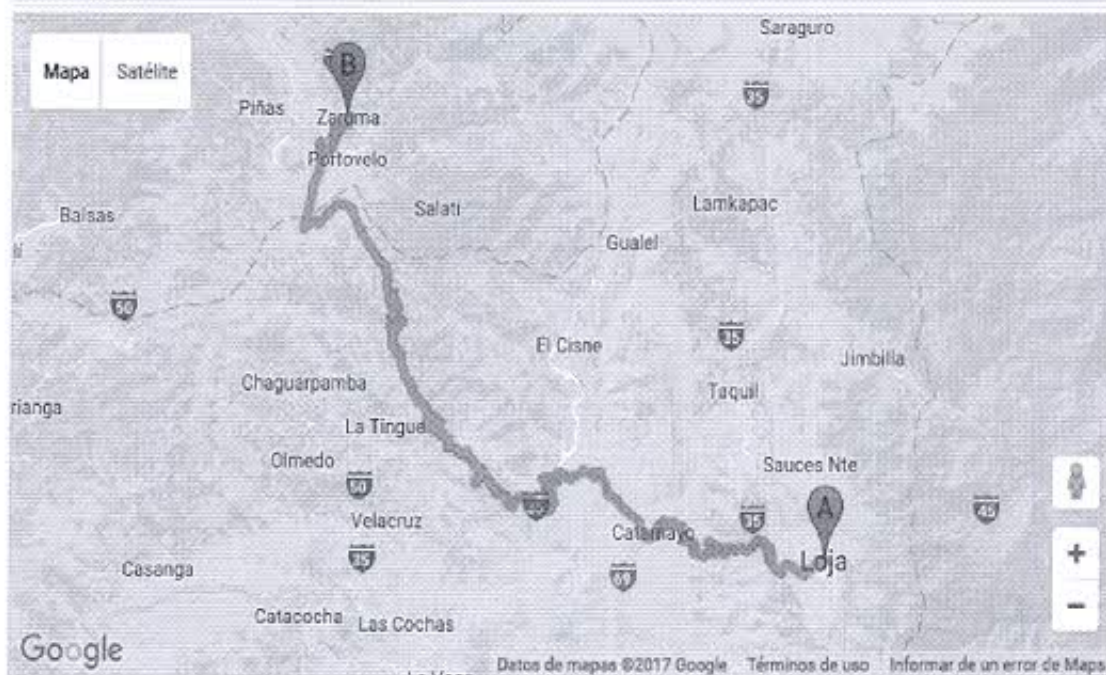 Saraguro
Mapa Satélite
B
35
Piñas
Zaruma
Portovelo
Salati
Lamkapac
Balsas
Gualel
50
35
El Cisne
Jimbilla
Chaguarpamba
Taquil
rianga
La Tingue
Olmedo
Sauces Nte
50
A
35
45
Velacruz
Catamayo
35
Loja
+
Casanga
69
−
Catacocha
Las Cochas
Google
Datos de mapas ©2017 Google Términos de uso Informar de un error de Maps